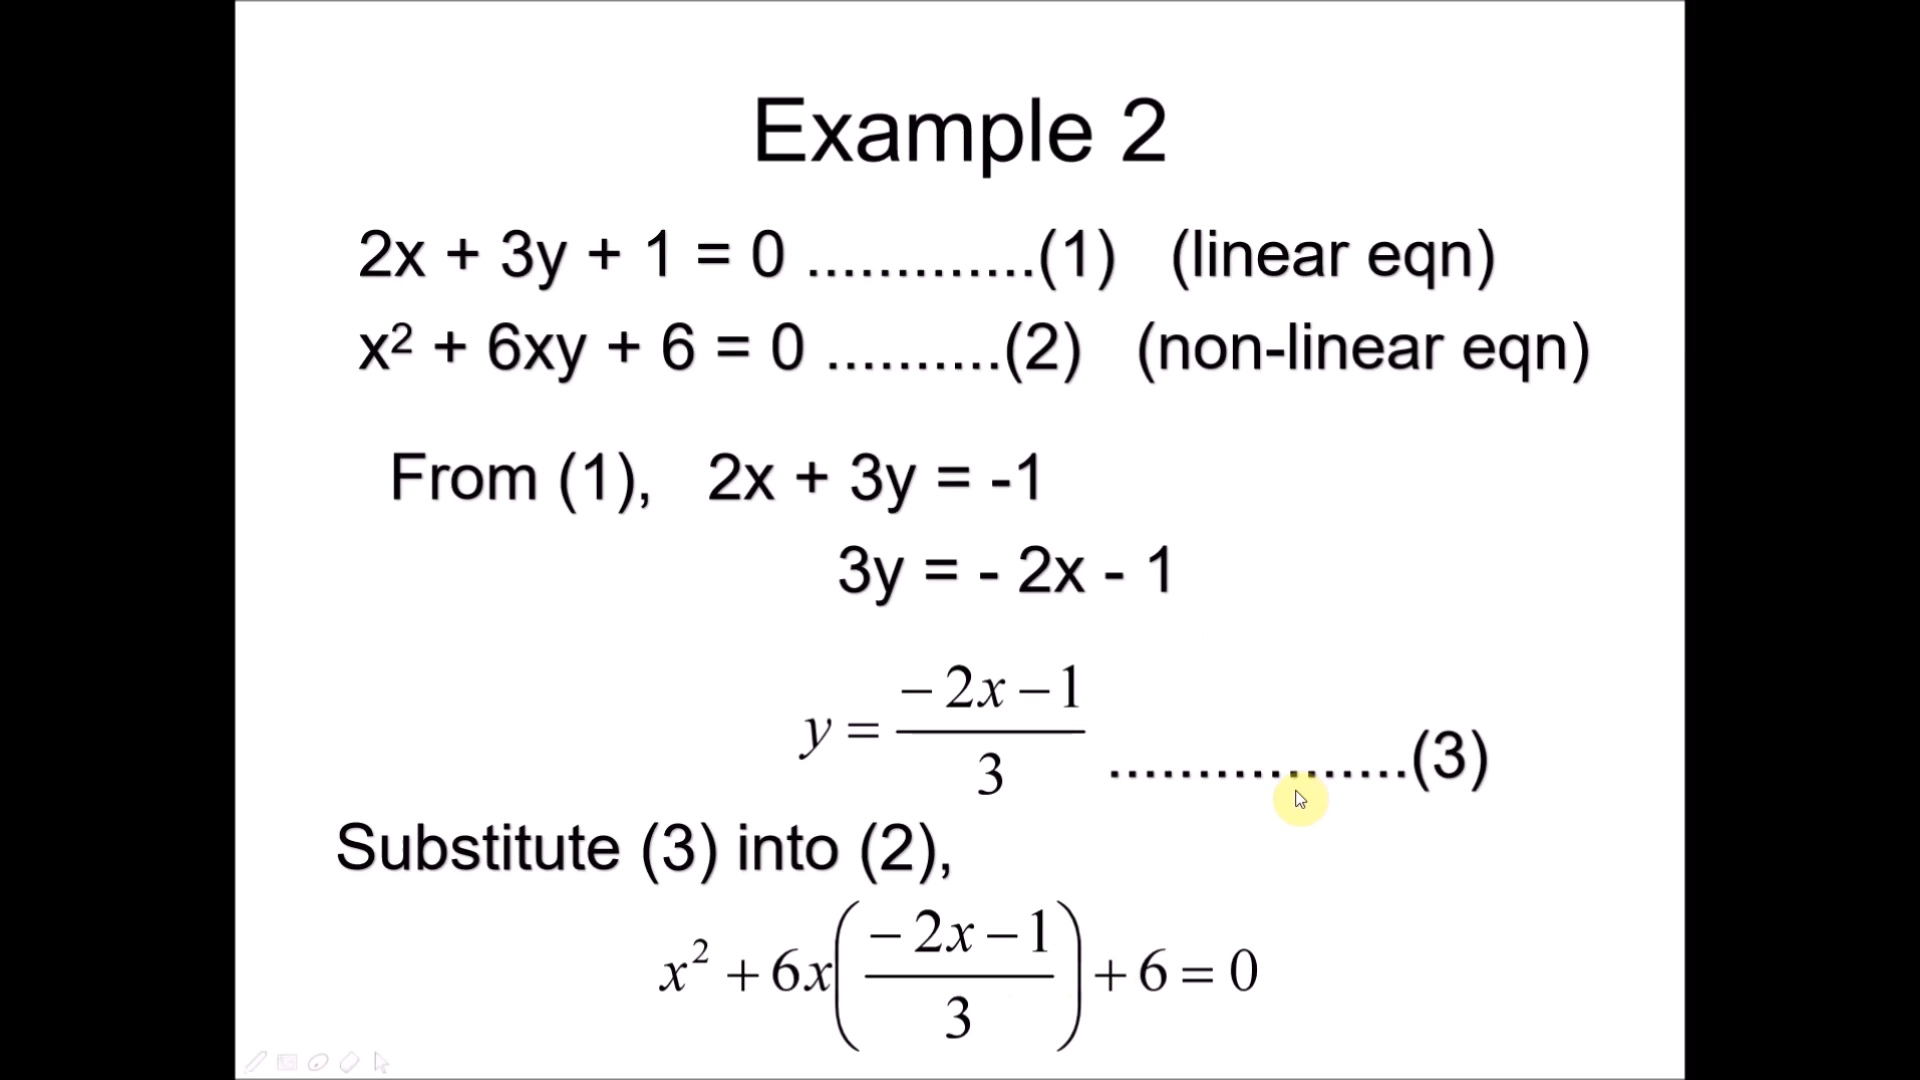 Example 2
2x + 3y + 1 = 0 .............(1) (linear eqn)
x² + 6xy + 6 = 0 ..........(2) (non-linear eqn)
From (1), 2x + 3y = -1
3y = - 2x - 1
y = (− 2x − 1) / 3 .................(3)
Substitute (3) into (2),
x² + 6x((− 2x − 1) / 3) + 6 = 0